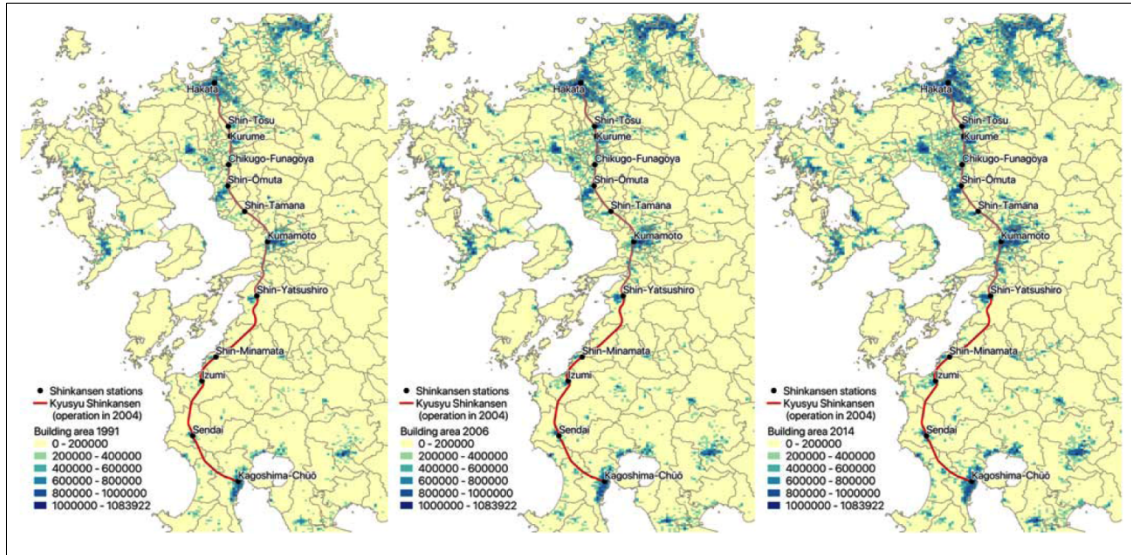 Hakata
Shin-Tōsu
Kurume
Chikugo-Funagōya
Shin-Ōmuta
Shin-Tamana
Kumamoto
Shin-Yatsushiro
Shin-Minamata
Izumi
Sendai
Kagoshima-Chūō
Shinkansen stations
Kyusyu Shinkansen
(operation in 2004)
Building area 1991
0 - 200000
200000 - 400000
400000 - 600000
600000 - 800000
800000 - 1000000
1000000 - 1083922
Hakata
Shin-Tōsu
Kurume
Chikugo-Funagōya
Shin-Ōmuta
Shin-Tamana
Kumamoto
Shin-Yatsushiro
Shin-Minamata
Izumi
Sendai
Kagoshima-Chūō
Shinkansen stations
Kyusyu Shinkansen
(operation in 2004)
Building area 2006
0 - 200000
200000 - 400000
400000 - 600000
600000 - 800000
800000 - 1000000
1000000 - 1083922
Hakata
Shin-Tōsu
Kurume
Chikugo-Funagōya
Shin-Ōmuta
Shin-Tamana
Kumamoto
Shin-Yatsushiro
Shin-Minamata
Izumi
Sendai
Kagoshima-Chūō
Shinkansen stations
Kyusyu Shinkansen
(operation in 2004)
Building area 2014
0 - 200000
200000 - 400000
400000 - 600000
600000 - 800000
800000 - 1000000
1000000 - 1083922